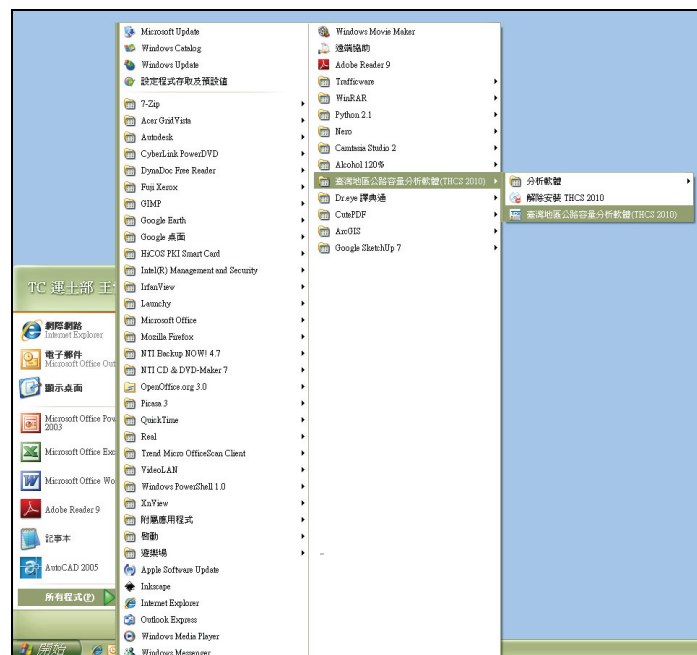 Microsoft Update
Windows Catalog
Windows Update
設定程式存取及預設值
7-Zip
Acer GridVista
Autodesk
CyberLink PowerDVD
DynaDoc Free Reader
Fuji Xerox
GIMP
Google Earth
Google 桌面
HiCOS PKI Smart Card
Intel(R) Management and Security
IrfanView
Launchy
Microsoft Office
Mozilla Firefox
NTI Backup NOW! 4.7
NTI CD & DVD-Maker 7
OpenOffice.org 3.0
Picasa 3
QuickTime
Real
Trend Micro OfficeScan Client
VideoLAN
Windows PowerShell 1.0
XnView
附屬應用程式
啟動
遊樂場
Apple Software Update
Inkscape
Internet Explorer
Outlook Express
Windows Media Player
Windows Messenger
Windows Movie Maker
遠端協助
Adobe Reader 9
Trafficware
WinRAR
Python 2.1
Nero
Camtasia Studio 2
Alcohol 120%
臺灣地區公路容量分析軟體(THCS 2010)
Dr.eye 譯典通
CutePDF
ArcGIS
Google SketchUp 7
分析軟體
解除安裝 THCS 2010
臺灣地區公路容量分析軟體(THCS 2010)
TC 運土部 王
網際網路
Internet Explorer
電子郵件
Microsoft Office Out
顯示桌面
Microsoft Office Pow
2003
Microsoft Office Exc
Microsoft Office Wo
Adobe Reader 9
記事本
AutoCAD 2005
所有程式(P)
開始